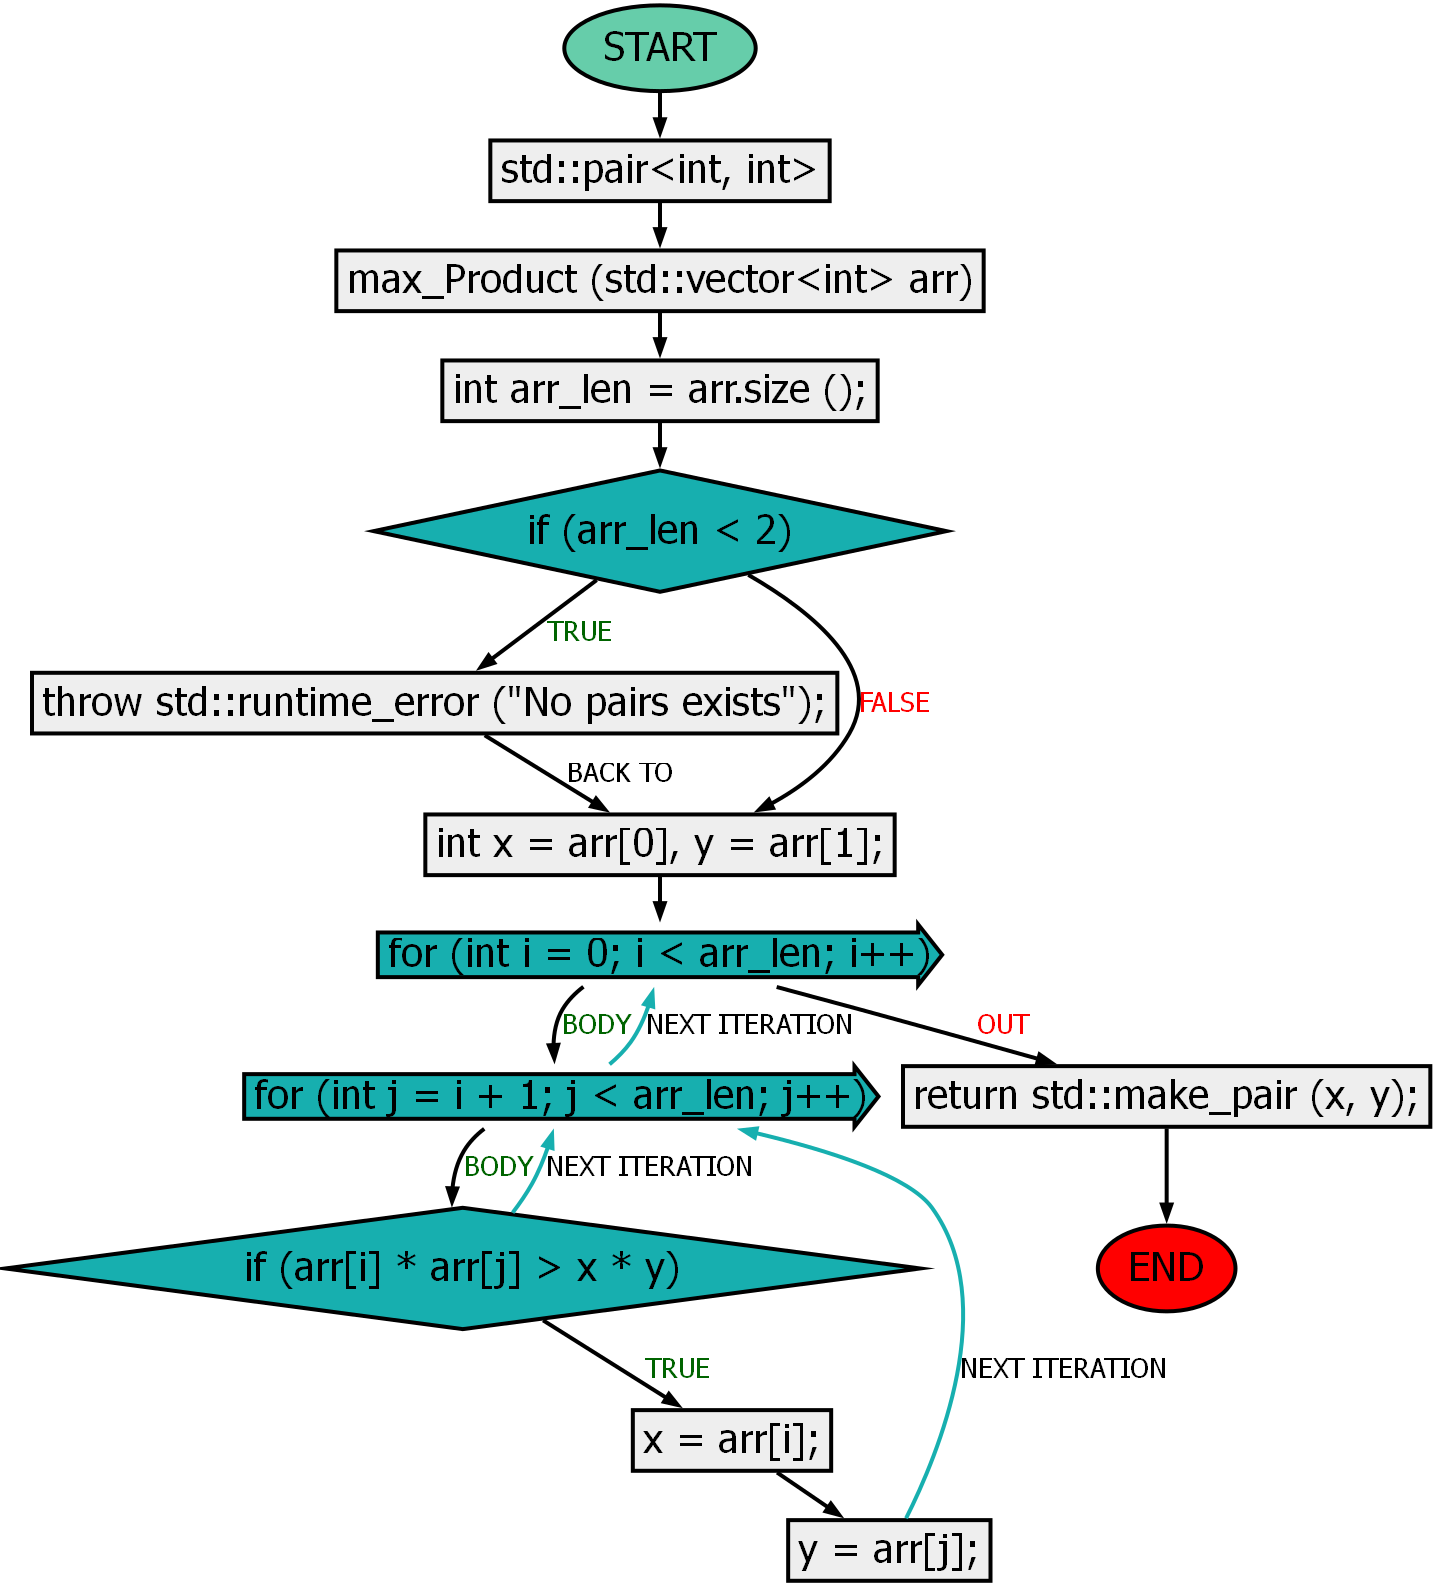 START
std::pair<int, int>
max_Product (std::vector<int> arr)
int arr_len = arr.size ();
if (arr_len < 2)
TRUE
throw std::runtime_error ("No pairs exists");
FALSE
BACK TO
int x = arr[0], y = arr[1];
for (int i = 0; i < arr_len; i++)
BODY
NEXT ITERATION
OUT
for (int j = i + 1; j < arr_len; j++)
return std::make_pair (x, y);
BODY
NEXT ITERATION
if (arr[i] * arr[j] > x * y)
END
TRUE
NEXT ITERATION
x = arr[i];
y = arr[j];